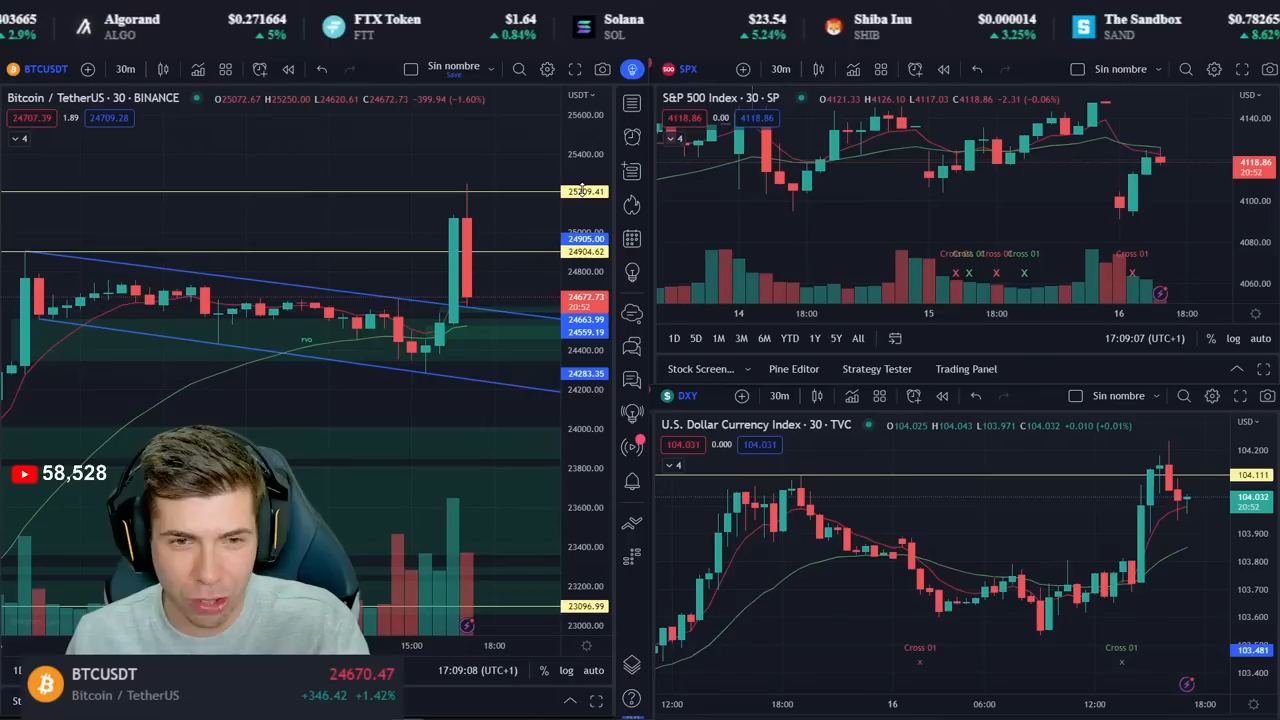 403665
2.9%
Algorand
ALGO
$0.271664
5%
FTX Token
FTT
$1.64
0.84%
Solana
SOL
$23.54
5.24%
Shiba Inu
SHIB
$0.000014
3.25%
The Sandbox
SAND
$0.78265
8.62%
BTCUSDT
30m
Sin nombre
Save
Bitcoin / TetherUS · 30 · BINANCE
O25072.67 H25250.00 L24620.61 C24672.73 -399.94 (-1.60%)
24707.39
1.89
24709.28
4
USDT
25600.00
25400.00
25209.41
25000.00
24905.00
24904.62
24800.00
24672.73
20:52
24663.99
24559.19
24400.00
24283.35
24200.00
24000.00
23800.00
23600.00
23400.00
23200.00
23096.99
23000.00
FVG
58,528
15:00
18:00
17:09:08 (UTC+1)
%
log
auto
BTCUSDT
Bitcoin / TetherUS
24670.47
+346.42 +1.42%
500
SPX
30m
Sin nombre
S&P 500 Index · 30 · SP
O4121.33 H4126.10 L4117.03 C4118.86 -2.31 (-0.06%)
4118.86
0.00
4118.86
4
USD
4140.00
4118.86
20:52
4100.00
4080.00
4060.00
Cross 01
Cross 01
Cross 01
Cross 01
14
18:00
15
18:00
16
18:00
1D
5D
1M
3M
6M
YTD
1Y
5Y
All
17:09:07 (UTC+1)
%
log
auto
Stock Screen...
Pine Editor
Strategy Tester
Trading Panel
$
DXY
30m
Sin nombre
U.S. Dollar Currency Index · 30 · TVC
O104.025 H104.043 L103.971 C104.032 +0.010 (+0.01%)
104.031
0.000
104.031
4
USD
104.200
104.111
104.032
20:52
103.900
103.800
103.700
103.600
103.481
103.400
Cross 01
Cross 01
12:00
18:00
16
06:00
12:00
18:00